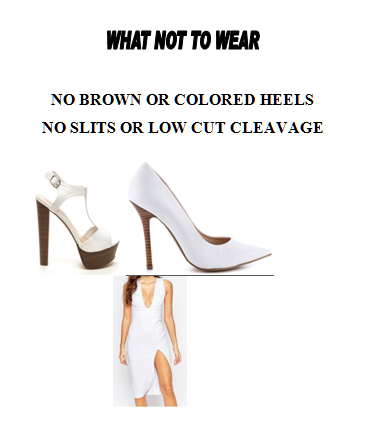 WHAT NOT TO WEAR
NO BROWN OR COLORED HEELS
NO SLITS OR LOW CUT CLEAVAGE